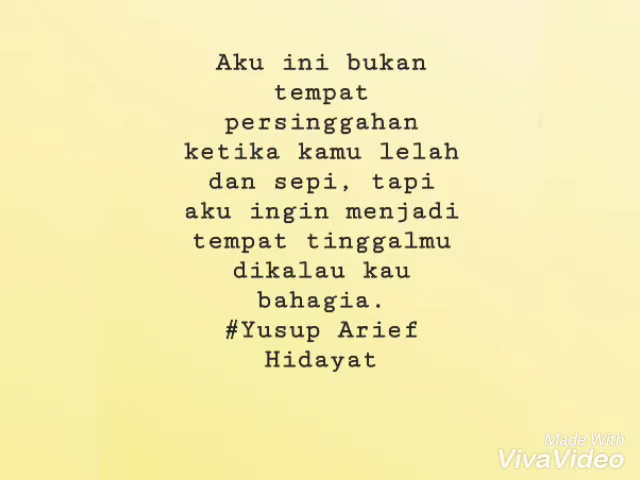 Aku ini bukan
tempat
persinggahan
ketika kamu lelah
dan sepi, tapi
aku ingin menjadi
tempat tinggalmu
dikalau kau
bahagia.
#Yusup Arief
Hidayat
Made With
VivaVideo